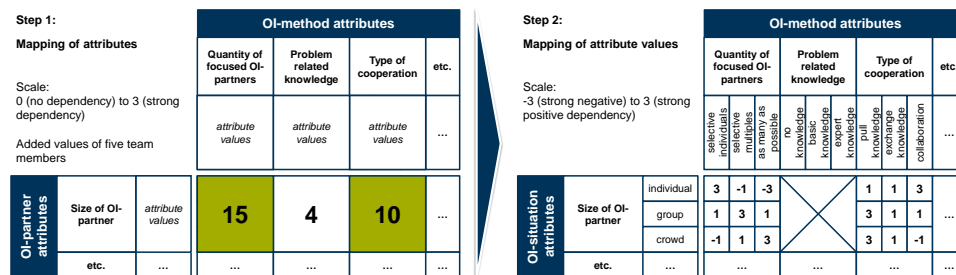 Step 1:
Mapping of attributes
Scale:
0 (no dependency) to 3 (strong
dependency)
Added values of five team
members
OI-method attributes
Quantity of
focused OI-
partners
Problem
related
knowledge
Type of
cooperation
etc.
attribute
values
attribute
values
attribute
values
...
OI-partner
attributes
Size of OI-
partner
attribute
values
15
4
10
...
etc.
...
...
...
...
...
Step 2:
Mapping of attribute values
Scale:
-3 (strong negative) to 3 (strong
positive dependency)
OI-method attributes
Quantity of
focused OI-
partners
Problem
related
knowledge
Type of
cooperation
etc.
selective
individuals
selective
multiples
as many as
possible
no
knowledge
basic
knowledge
expert
knowledge
pull
knowledge
exchange
knowledge
collaboration
...
OI-situation
attributes
Size of OI-
partner
individual 3 -1 -3 1 1 3
group 1 3 1 3 1 1
crowd -1 1 3 3 1 -1
...
etc.
...
...
...
...
...